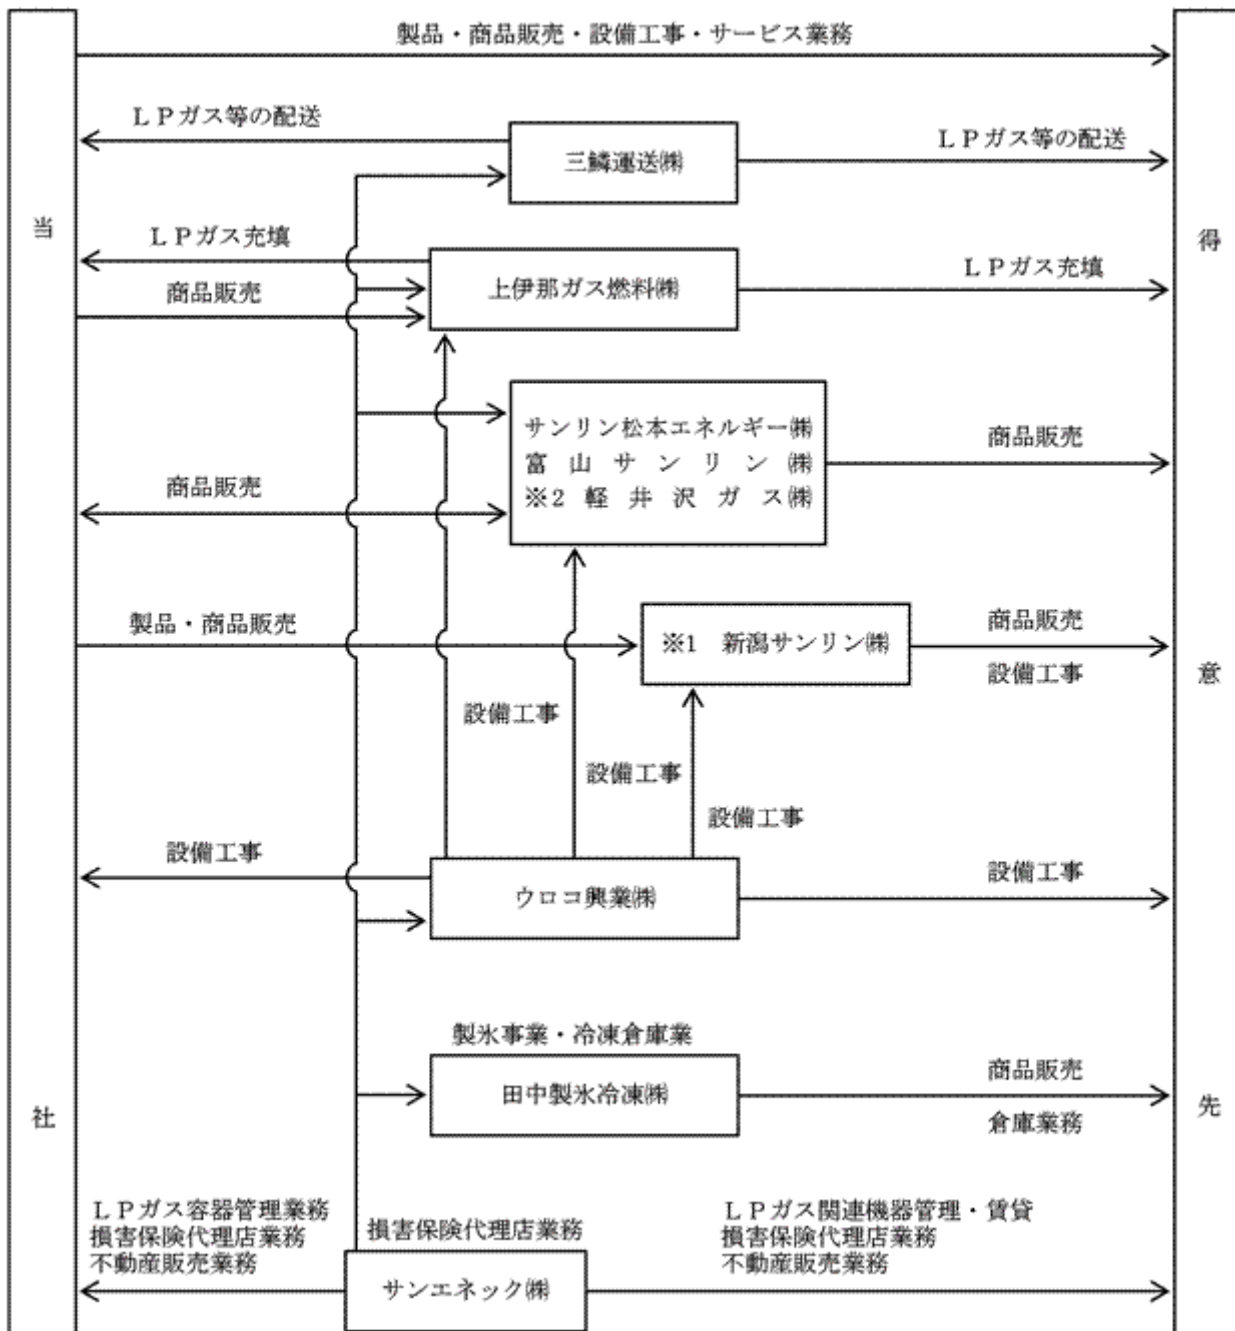 製品・商品販売・設備工事・サービス業務
ＬＰガス等の配送
三鱗運送㈱
ＬＰガス等の配送
当
得
ＬＰガス充填
上伊那ガス燃料㈱
ＬＰガス充填
商品販売
サンリン松本エネルギー㈱
富山サンリン㈱
※2 軽井沢ガス㈱
商品販売
商品販売
製品・商品販売
※1 新潟サンリン㈱
商品販売
設備工事
意
設備工事
設備工事
設備工事
設備工事
ウロコ興業㈱
設備工事
製氷事業・冷凍倉庫業
田中製氷冷凍㈱
商品販売
倉庫業務
社
先
ＬＰガス容器管理業務
損害保険代理店業務
不動産販売業務
損害保険代理店業務
サンエネック㈱
ＬＰガス関連機器管理・賃貸
損害保険代理店業務
不動産販売業務